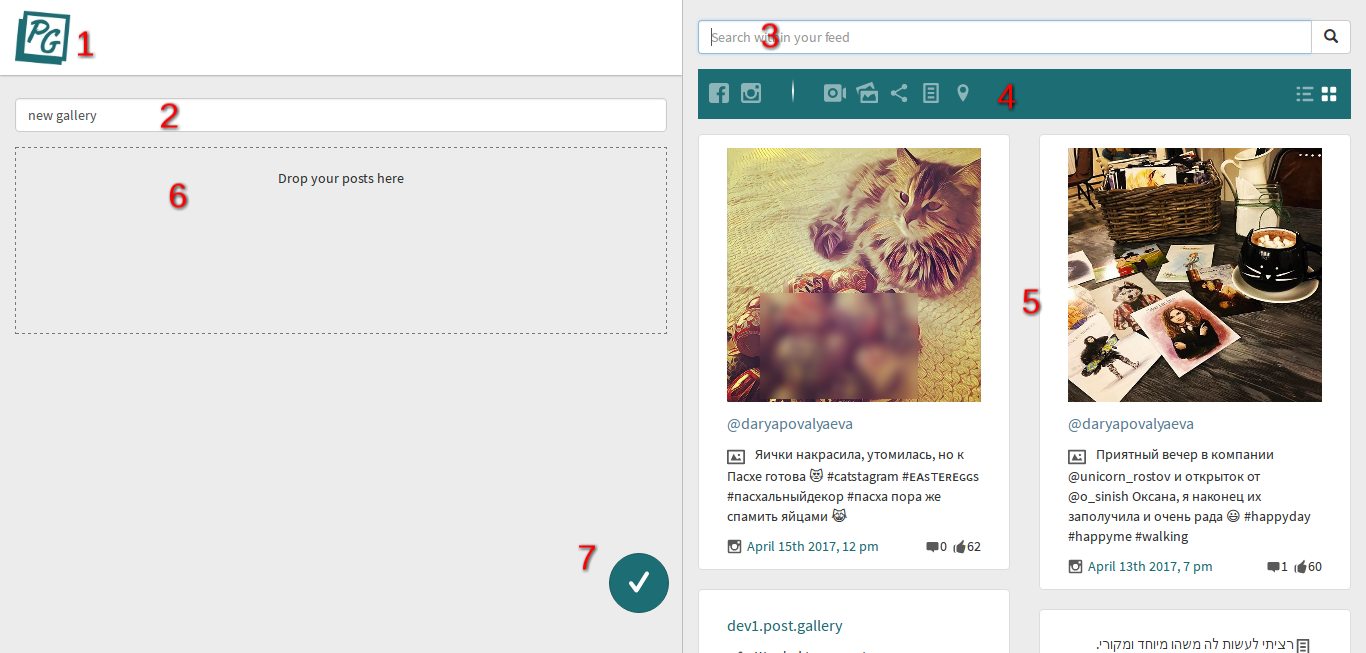 PG
1
new gallery
2
Drop your posts here
6
7
Search within your feed
3
4
5
@daryapovalyaeva
Яички накрасила, утомилась, но к
Пасхе готова 😻 #catstagram #ᴇᴀsᴛᴇʀᴇɢɢs
#пасхальныйдекор #пасха пора же
спамить яйцами 😹
April 15th 2017, 12 pm 0 62
dev1.post.gallery
@daryapovalyaeva
Приятный вечер в компании
@unicorn_rostov и открыток от
@o_sinish Оксана, я наконец их
заполучила и очень рада 😃 #happyday
#happyme #walking
April 13th 2017, 7 pm 1 60
רציתי לעשות לה משהו מיוחד ומקורי.